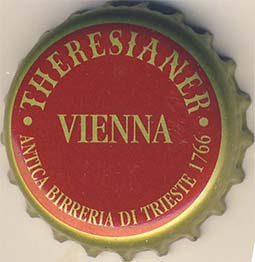 · THERESIANER ·
VIENNA
ANTICA BIRRERIA DI TRIESTE 1766